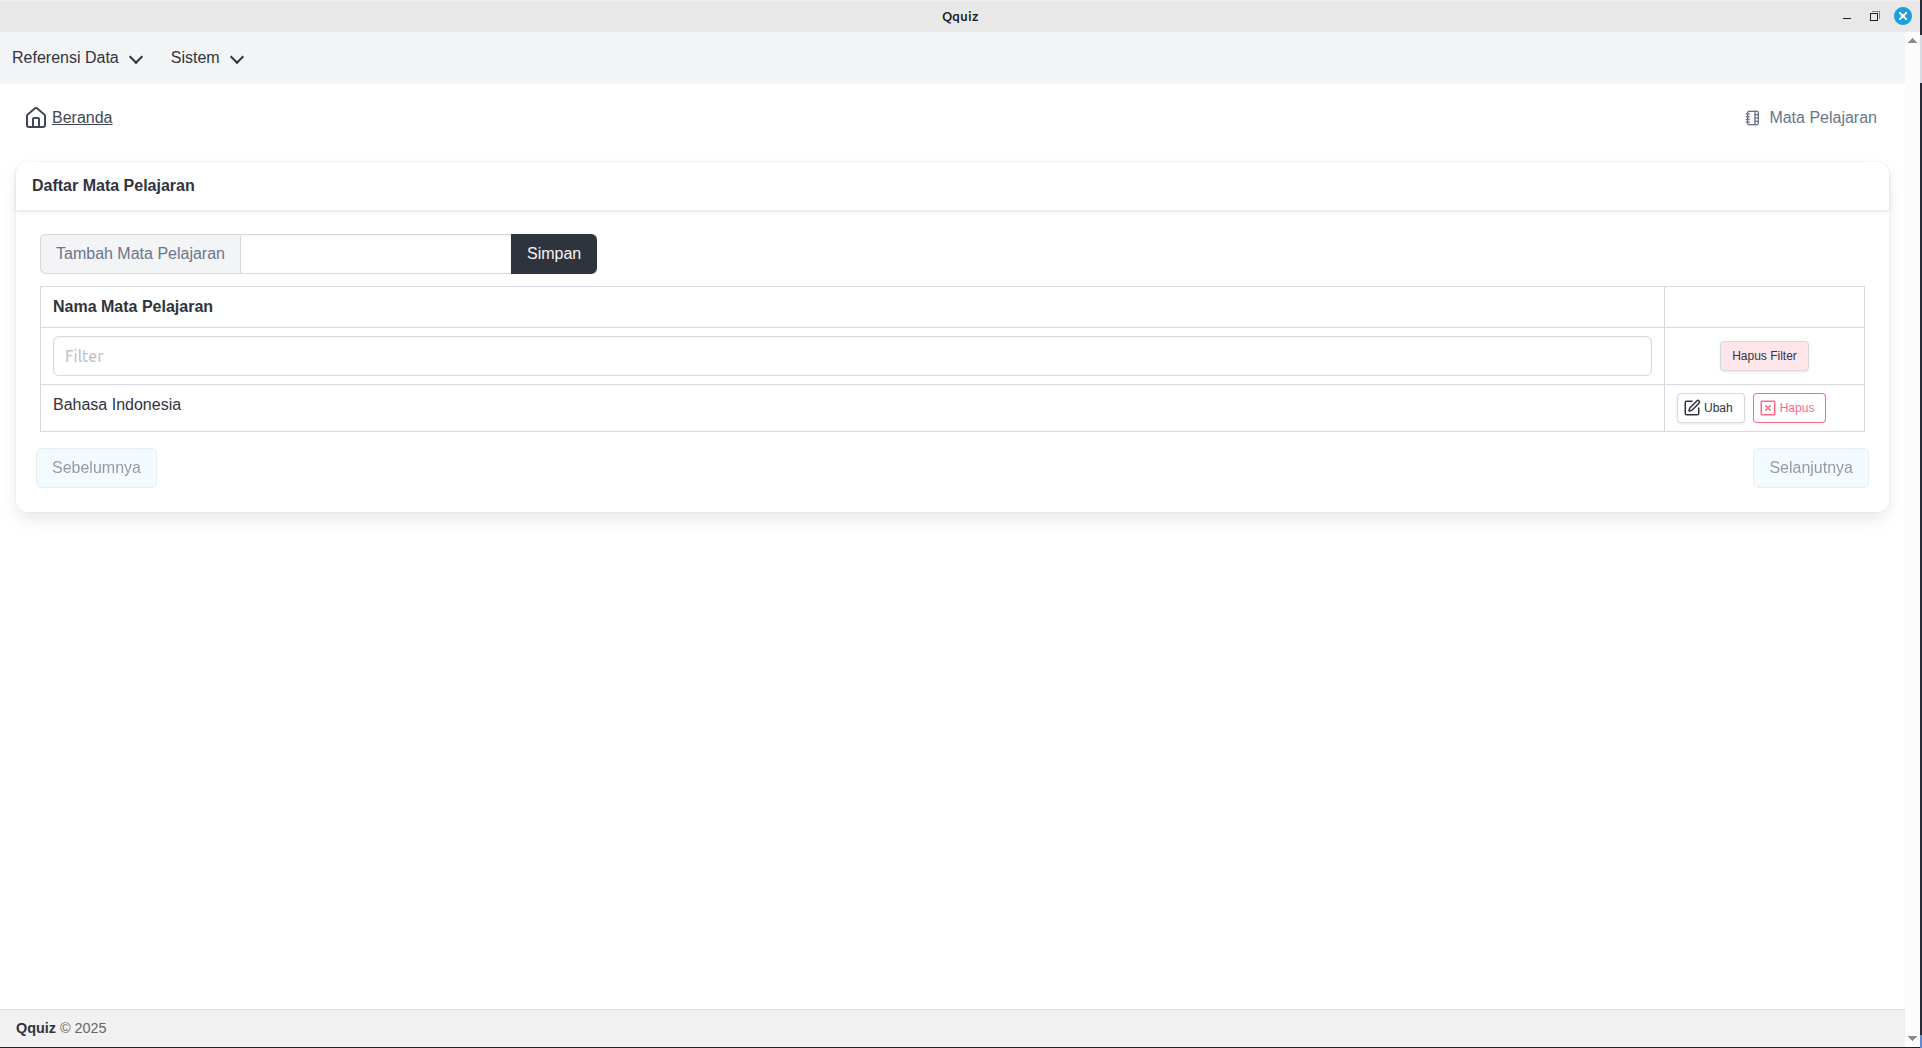 Qquiz
Referensi Data Sistem
Beranda Mata Pelajaran
Daftar Mata Pelajaran
Tambah Mata Pelajaran Simpan
Nama Mata Pelajaran
Filter Hapus Filter
Bahasa Indonesia Ubah Hapus
Sebelumnya Selanjutnya
Qquiz © 2025